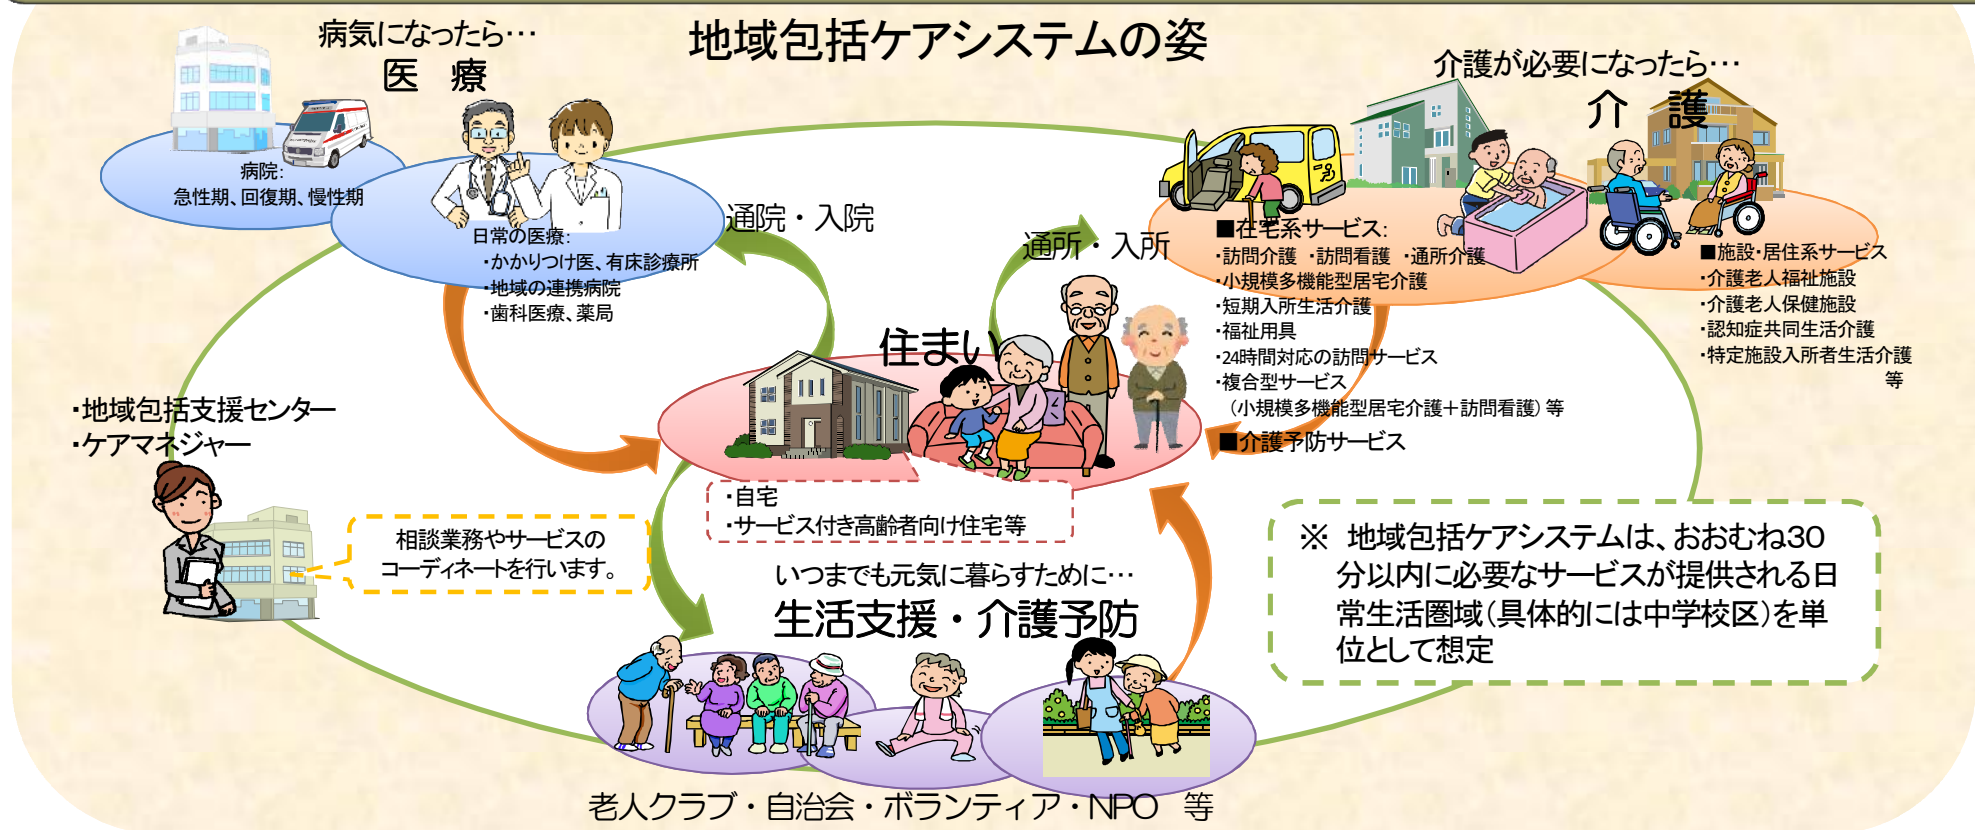 地域包括ケアシステムの姿
病気になったら…
医 療
病院:
急性期、回復期、慢性期
日常の医療:
・かかりつけ医、有床診療所
・地域の連携病院
・歯科医療、薬局
通院・入院
通所・入所
介護が必要になったら…
介 護
■在宅系サービス:
・訪問介護 ・訪問看護 ・通所介護
・小規模多機能型居宅介護
・短期入所生活介護
・福祉用具
・24時間対応の訪問サービス
・複合型サービス
(小規模多機能型居宅介護+訪問看護)等
■介護予防サービス
■施設・居住系サービス
・介護老人福祉施設
・介護老人保健施設
・認知症共同生活介護
・特定施設入所者生活介護
等
住まい
・自宅
・サービス付き高齢者向け住宅等
・地域包括支援センター
・ケアマネジャー
相談業務やサービスの
コーディネートを行います。
いつまでも元気に暮らすために…
生活支援・介護予防
老人クラブ・自治会・ボランティア・NPO 等
※ 地域包括ケアシステムは、おおむね30
分以内に必要なサービスが提供される日
常生活圏域(具体的には中学校区)を単
位として想定